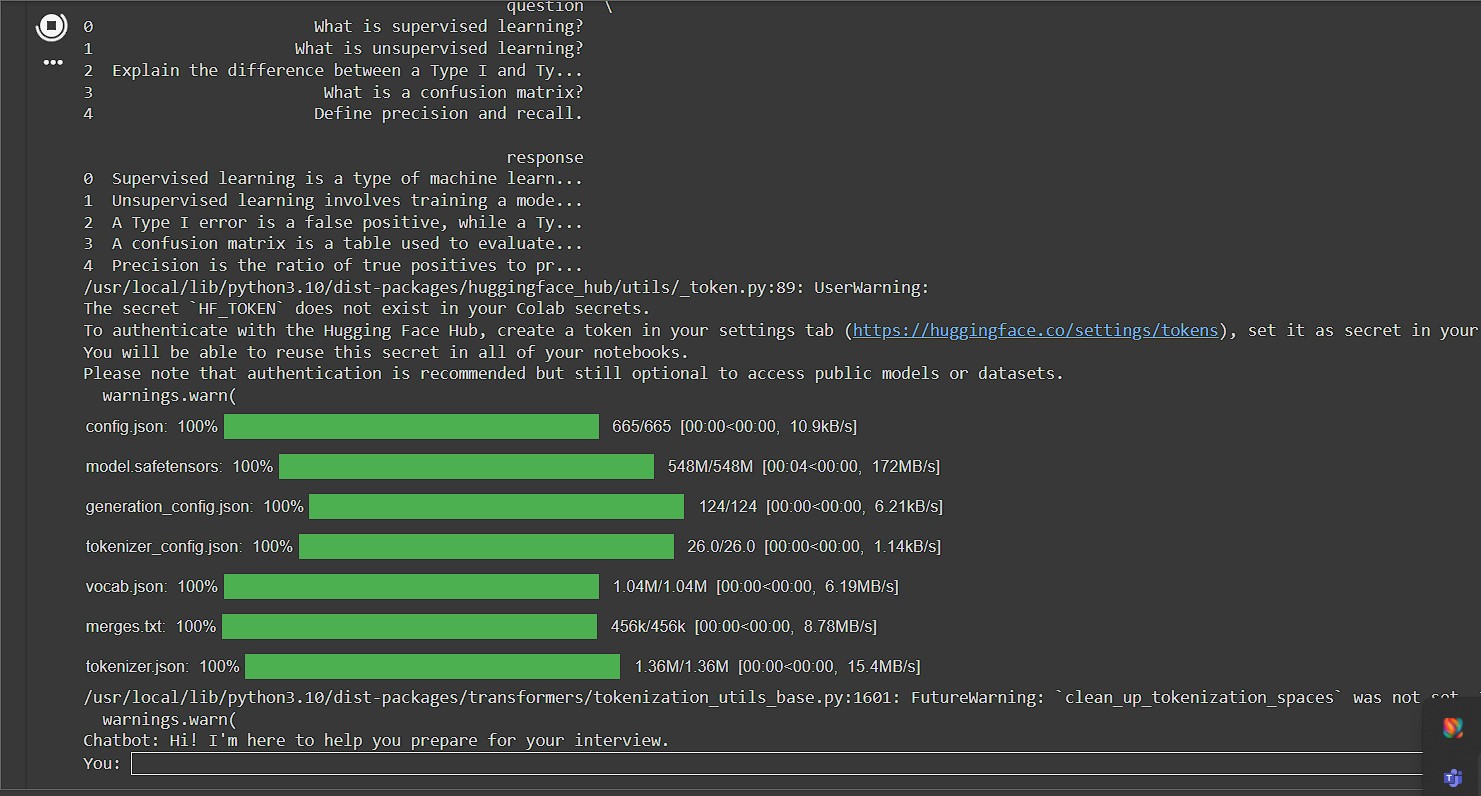 question \
0 What is supervised learning?
1 What is unsupervised learning?
2 Explain the difference between a Type I and Ty...
3 What is a confusion matrix?
4 Define precision and recall.
response
0 Supervised learning is a type of machine learn...
1 Unsupervised learning involves training a mode...
2 A Type I error is a false positive, while a Ty...
3 A confusion matrix is a table used to evaluate...
4 Precision is the ratio of true positives to pr...
/usr/local/lib/python3.10/dist-packages/huggingface_hub/utils/_token.py:89: UserWarning:
The secret `HF_TOKEN` does not exist in your Colab secrets.
To authenticate with the Hugging Face Hub, create a token in your settings tab (https://huggingface.co/settings/tokens), set it as secret in your
You will be able to reuse this secret in all of your notebooks.
Please note that authentication is recommended but still optional to access public models or datasets.
warnings.warn(
config.json: 100% 665/665 [00:00<00:00, 10.9kB/s]
model.safetensors: 100% 548M/548M [00:04<00:00, 172MB/s]
generation_config.json: 100% 124/124 [00:00<00:00, 6.21kB/s]
tokenizer_config.json: 100% 26.0/26.0 [00:00<00:00, 1.14kB/s]
vocab.json: 100% 1.04M/1.04M [00:00<00:00, 6.19MB/s]
merges.txt: 100% 456k/456k [00:00<00:00, 8.78MB/s]
tokenizer.json: 100% 1.36M/1.36M [00:00<00:00, 15.4MB/s]
/usr/local/lib/python3.10/dist-packages/transformers/tokenization_utils_base.py:1601: FutureWarning: `clean_up_tokenization_spaces` was not set
warnings.warn(
Chatbot: Hi! I'm here to help you prepare for your interview.
You: